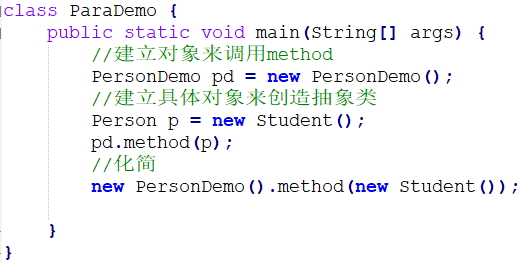 class ParaDemo {
public static void main(String[] args) {
//建立对象来调用method
PersonDemo pd = new PersonDemo();
//建立具体对象来创造抽象类
Person p = new Student();
pd.method(p);
//化简
new PersonDemo().method(new Student());
}
}